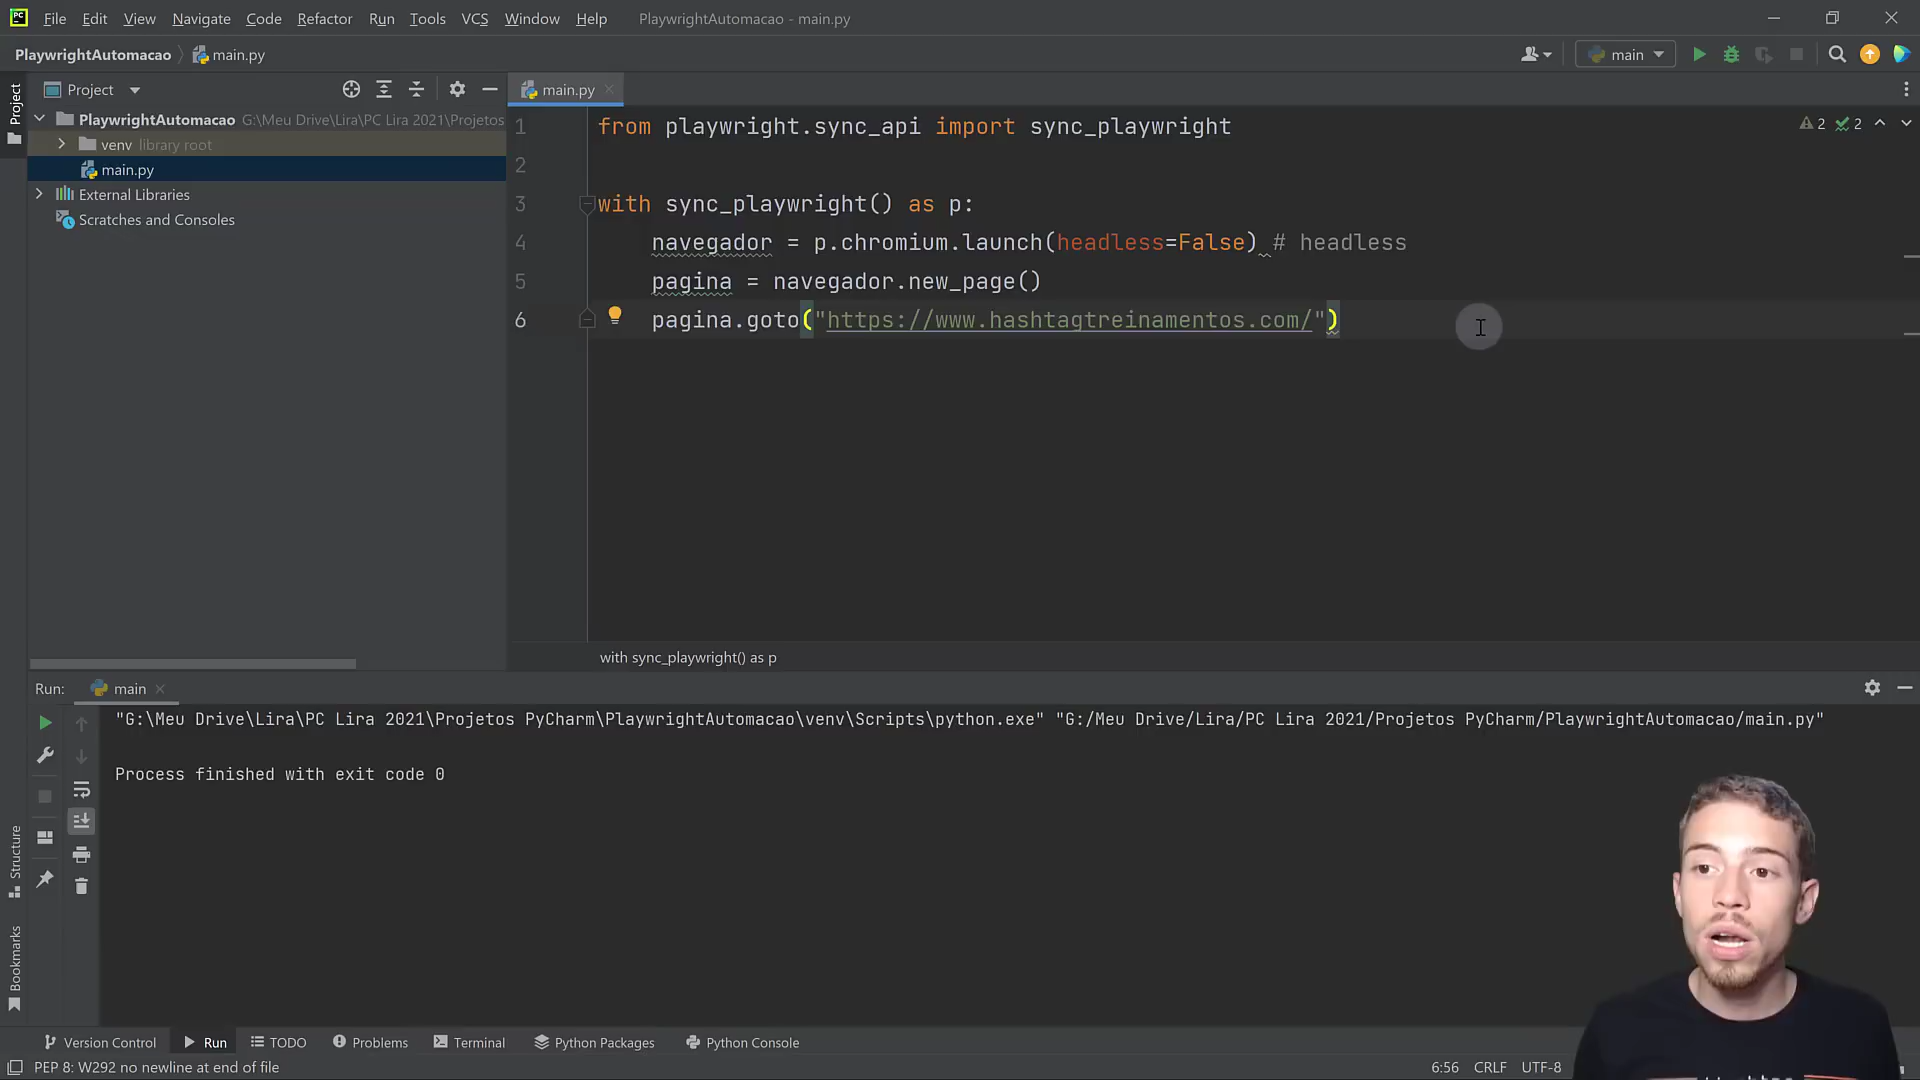 PC File Edit View Navigate Code Refactor Run Tools VCS Window Help PlaywrightAutomacao - main.py
PlaywrightAutomacao main.py main
Project
Project
main.py
PlaywrightAutomacao G:\Meu Drive\Lira\PC Lira 2021\Projetos
venv library root
main.py
External Libraries
Scratches and Consoles
1 from playwright.sync_api import sync_playwright
2
3 with sync_playwright() as p:
4 navegador = p.chromium.launch(headless=False) # headless
5 pagina = navegador.new_page()
6 pagina.goto("https://www.hashtagtreinamentos.com/")
2 2
with sync_playwright() as p
Run: main
"G:\Meu Drive\Lira\PC Lira 2021\Projetos PyCharm\PlaywrightAutomacao\venv\Scripts\python.exe" "G:/Meu Drive/Lira/PC Lira 2021/Projetos PyCharm/PlaywrightAutomacao/main.py"
Process finished with exit code 0
Structure
Bookmarks
Version Control Run TODO Problems Terminal Python Packages Python Console
PEP 8: W292 no newline at end of file 6:56 CRLF UTF-8